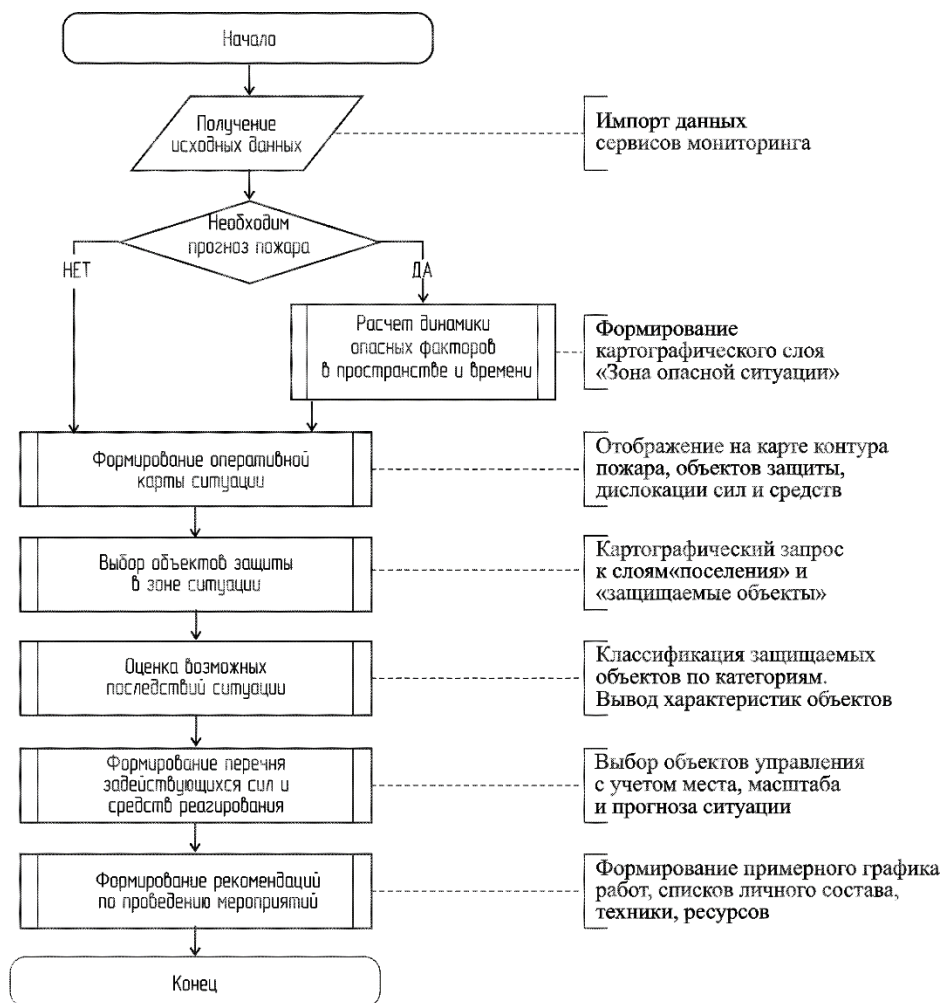 Начало
Получение
исходных данных
Импорт данных
сервисов мониторинга
Необходим
прогноз пожара
НЕТ
ДА
Расчет динамики
опасных факторов
в пространстве и времени
Формирование
картографического слоя
«Зона опасной ситуации»
Формирование оперативной
карты ситуации
Отображение на карте контура
пожара, объектов защиты,
дислокации сил и средств
Выбор объектов защиты
в зоне ситуации
Картографический запрос
к слоям«поселения» и
«защищаемые объекты»
Оценка возможных
последствий ситуации
Классификация защищаемых
объектов по категориям.
Вывод характеристик объектов
Формирование перечня
задействующихся сил и
средств реагирования
Выбор объектов управления
с учетом места, масштаба
и прогноза ситуации
Формирование рекомендаций
по проведению мероприятий
Формирование примерного графика
работ, списков личного состава,
техники, ресурсов
Конец